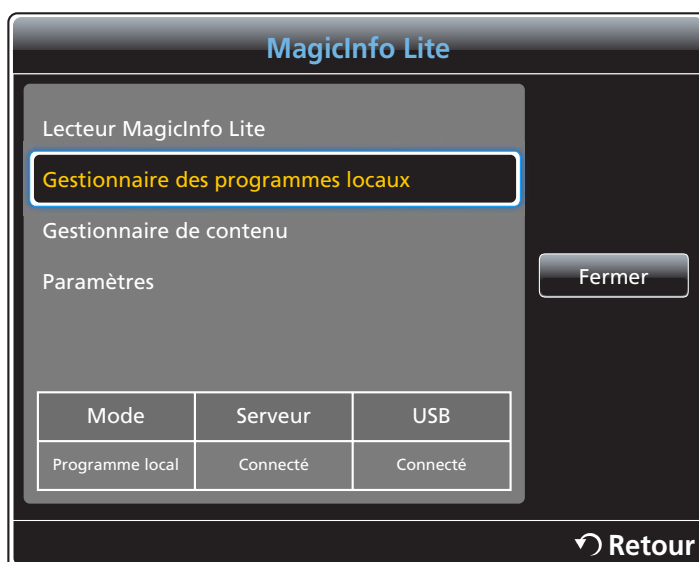 MagicInfo Lite
Lecteur MagicInfo Lite
Gestionnaire des programmes locaux
Gestionnaire de contenu
Paramètres
Fermer
Mode Serveur USB
Programme local Connecté Connecté
Retour